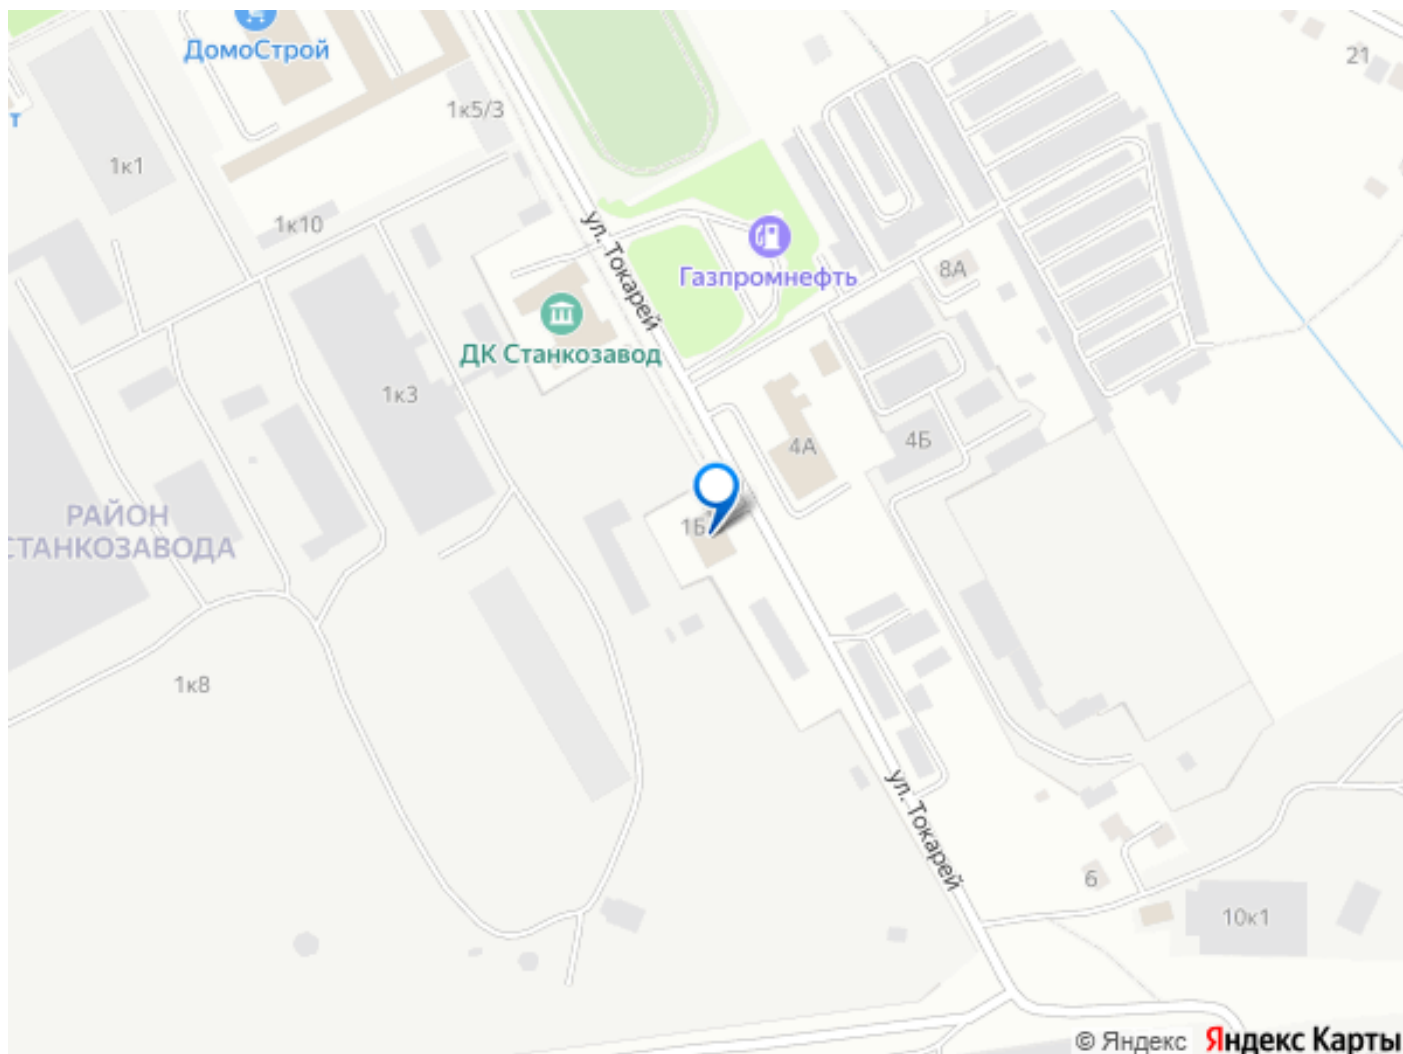 ДомоСтрой
21
1к5/3
т
1к1
1к10
ул. Токарей
Газпромнефть
8А
ДК Станкозавод
1к3
4А
4Б
РАЙОН
СТАНКОЗАВОДА
1Б
1к8
ул. Токарей
6
10к1
© Яндекс Яндекс Карты